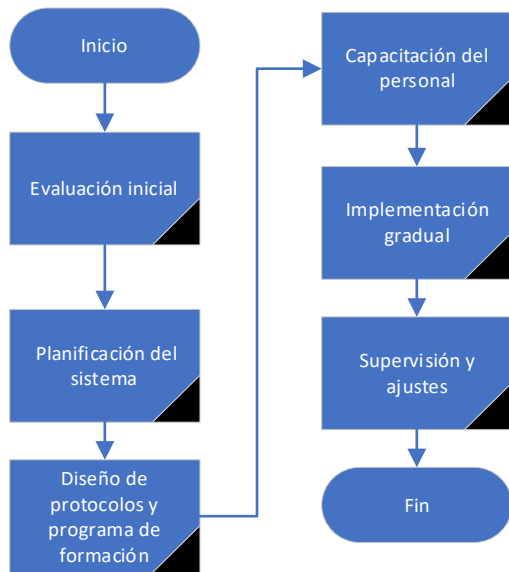 Inicio
Evaluación inicial
Planificación del
sistema
Diseño de
protocolos y
programa de
formación
Capacitación del
personal
Implementación
gradual
Supervisión y
ajustes
Fin